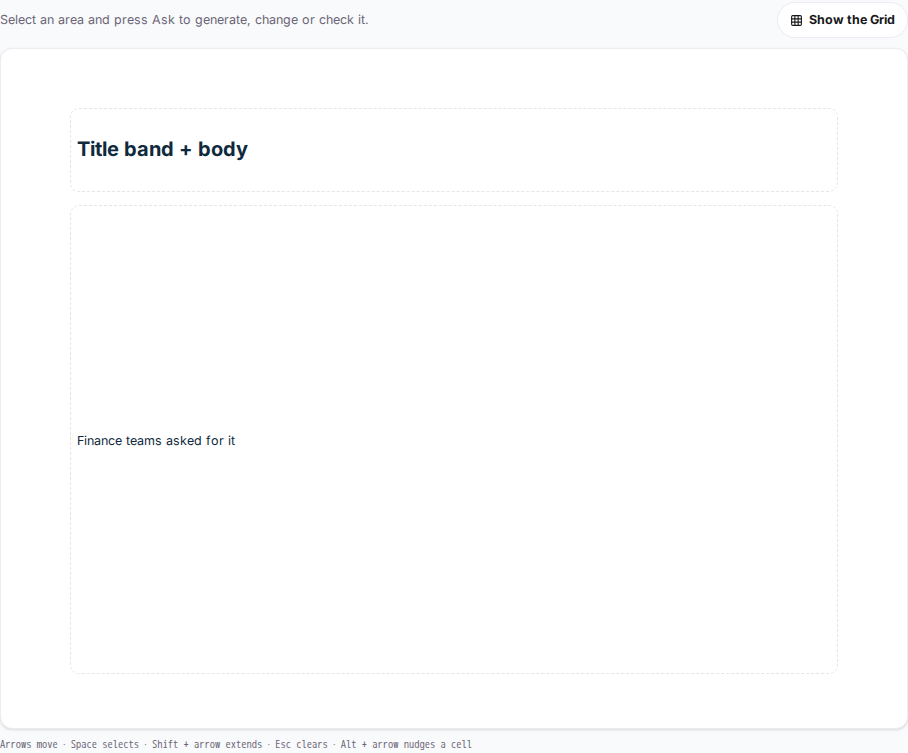 Select an area and press Ask to generate, change or check it.
Show the Grid
Title band + body
Finance teams asked for it
Arrows move · Space selects · Shift + arrow extends · Esc clears · Alt + arrow nudges a cell